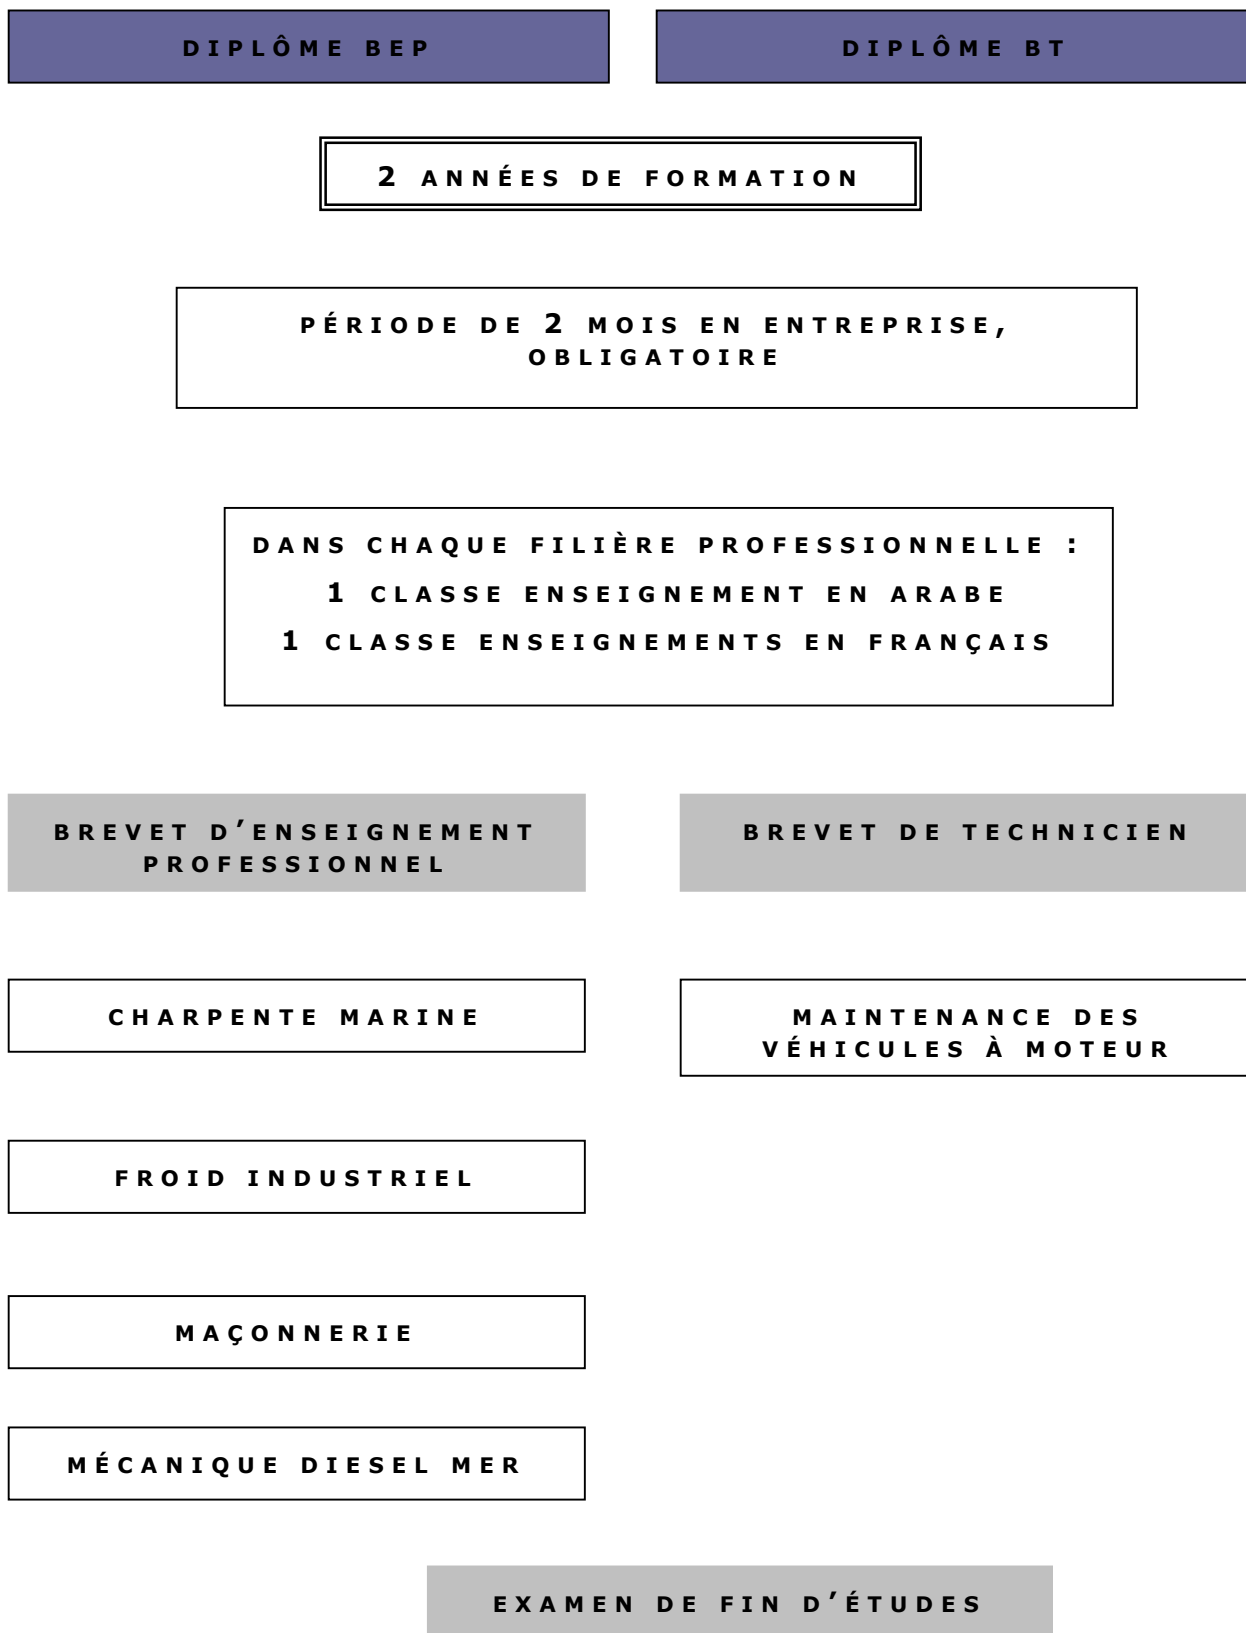 DIPLÔME BEP
DIPLÔME BT
2 ANNÉES DE FORMATION
PÉRIODE DE 2 MOIS EN ENTREPRISE,
OBLIGATOIRE
DANS CHAQUE FILIÈRE PROFESSIONNELLE :
1 CLASSE ENSEIGNEMENT EN ARABE
1 CLASSE ENSEIGNEMENTS EN FRANÇAIS
BREVET D’ENSEIGNEMENT
PROFESSIONNEL
BREVET DE TECHNICIEN
CHARPENTE MARINE
MAINTENANCE DES
VÉHICULES À MOTEUR
FROID INDUSTRIEL
MAÇONNERIE
MÉCANIQUE DIESEL MER
EXAMEN DE FIN D’ÉTUDES